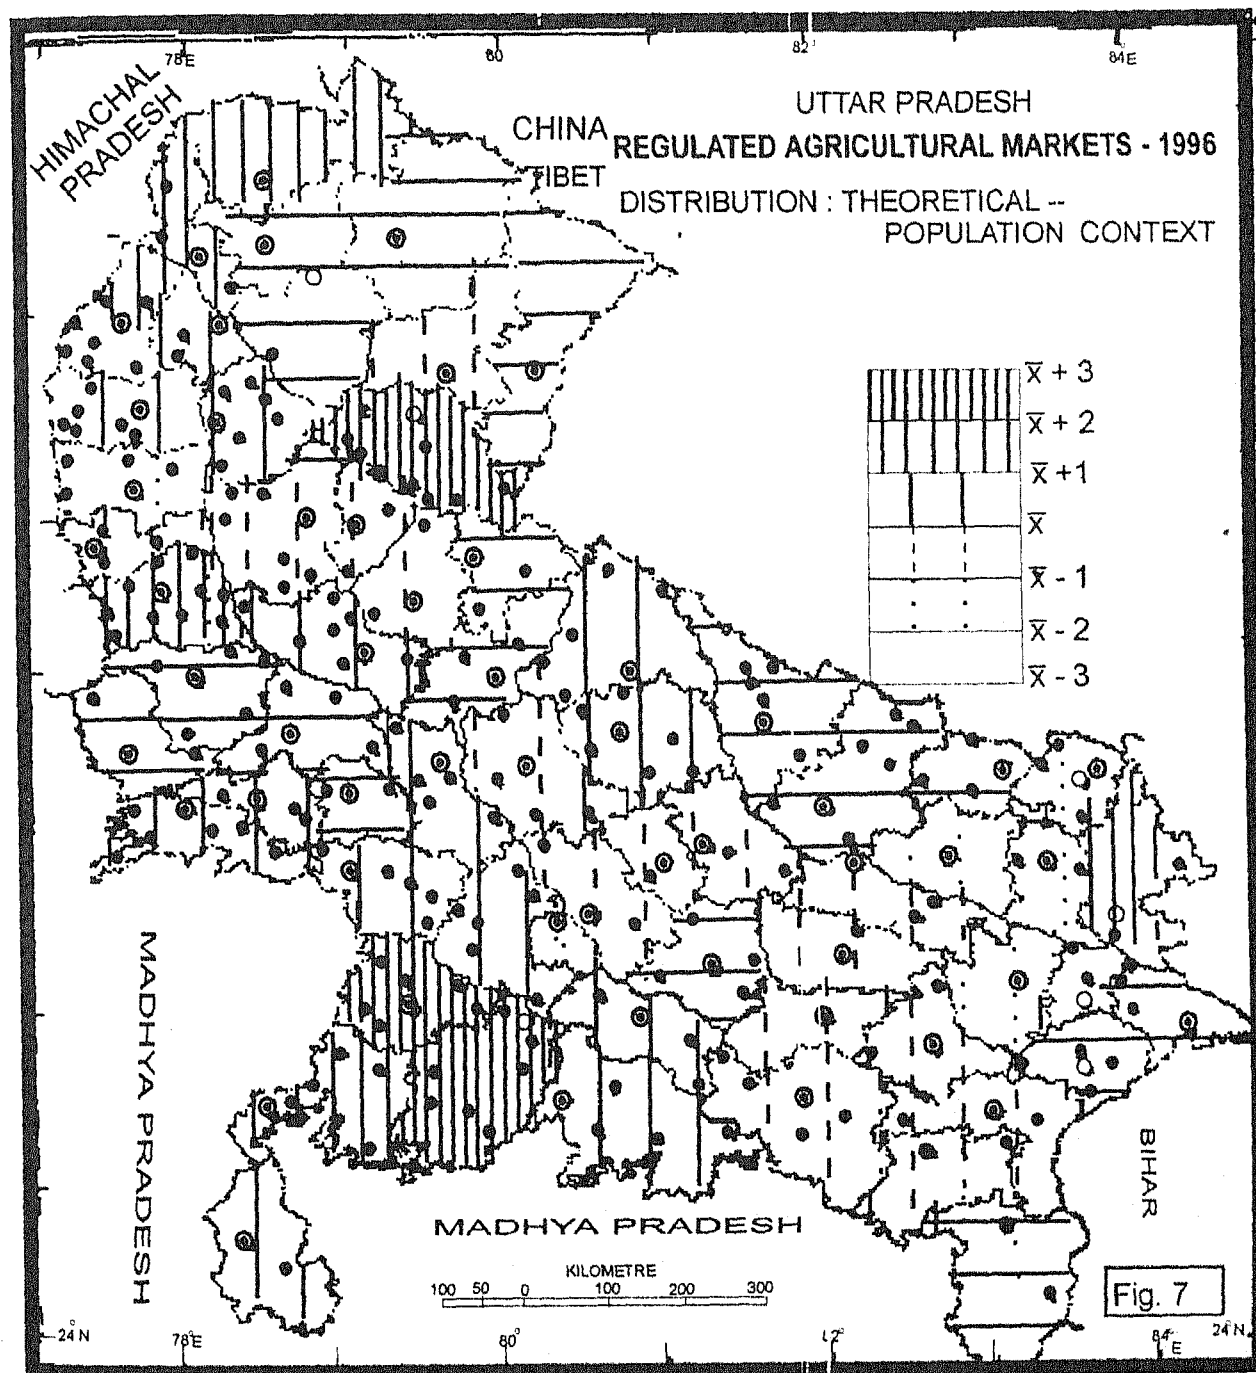 78°E
80
82°
84°E
HIMACHAL
PRADESH
CHINA
TIBET
UTTAR PRADESH
REGULATED AGRICULTURAL MARKETS - 1996
DISTRIBUTION : THEORETICAL --
POPULATION CONTEXT
x̄ + 3
x̄ + 2
x̄ + 1
x̄
x̄ - 1
x̄ - 2
x̄ - 3
MADHYA PRADESH
MADHYA PRADESH
BIHAR
KILOMETRE
100 50 0 100 200 300
Fig. 7
24°N
78°E
80°
84°E
24°N